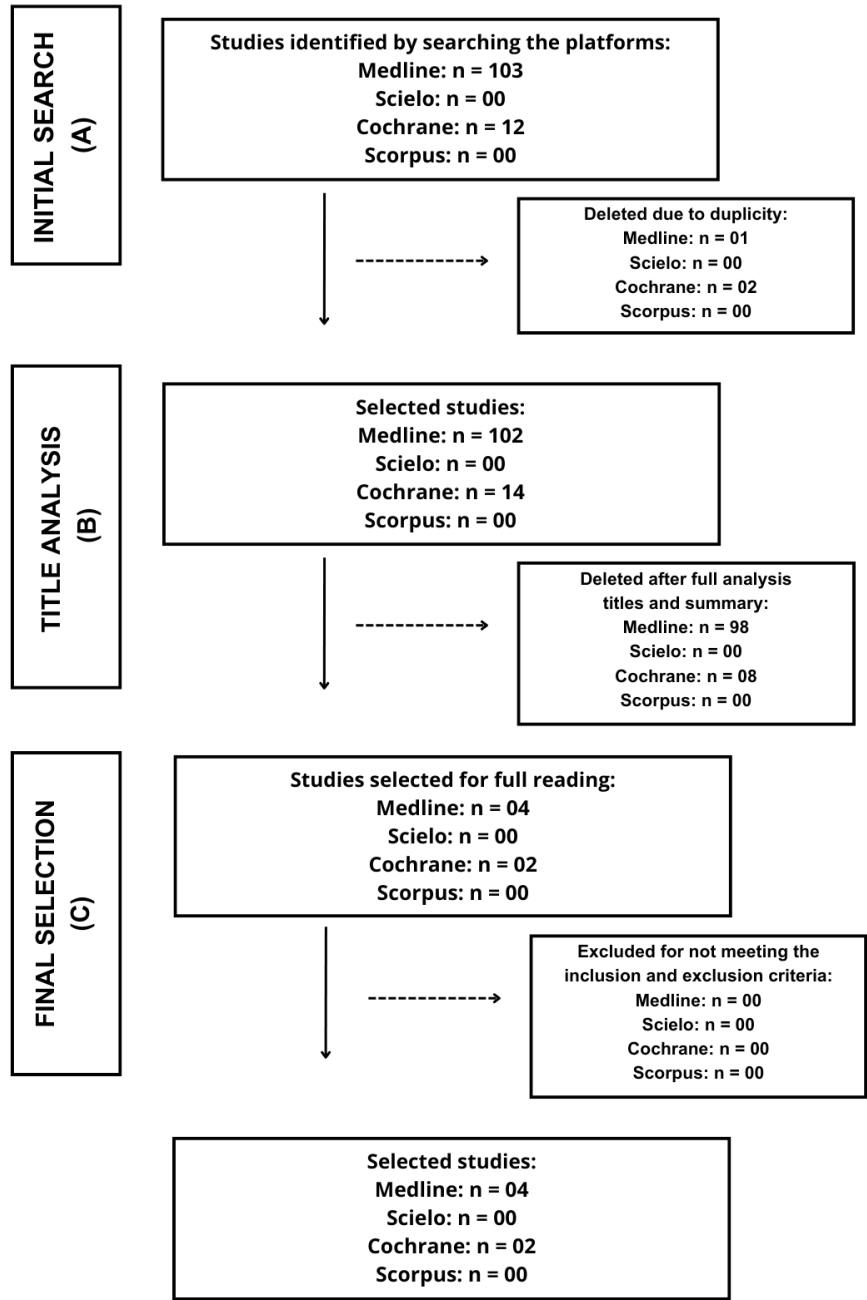 INITIAL SEARCH
(A)
Studies identified by searching the platforms:
Medline: n = 103
Scielo: n = 00
Cochrane: n = 12
Scorpus: n = 00
Deleted due to duplicity:
Medline: n = 01
Scielo: n = 00
Cochrane: n = 02
Scorpus: n = 00
TITLE ANALYSIS
(B)
Selected studies:
Medline: n = 102
Scielo: n = 00
Cochrane: n = 14
Scorpus: n = 00
Deleted after full analysis
titles and summary:
Medline: n = 98
Scielo: n = 00
Cochrane: n = 08
Scorpus: n = 00
FINAL SELECTION
(C)
Studies selected for full reading:
Medline: n = 04
Scielo: n = 00
Cochrane: n = 02
Scorpus: n = 00
Excluded for not meeting the
inclusion and exclusion criteria:
Medline: n = 00
Scielo: n = 00
Cochrane: n = 00
Scorpus: n = 00
Selected studies:
Medline: n = 04
Scielo: n = 00
Cochrane: n = 02
Scorpus: n = 00